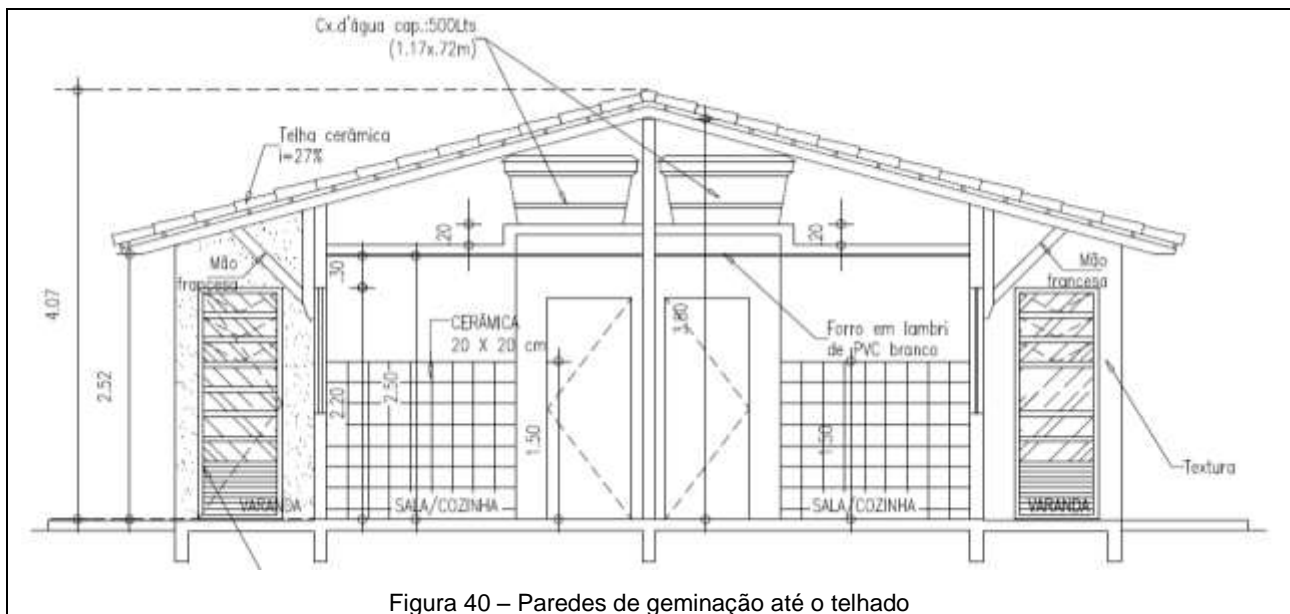 Cx.d'água cap.:500Lts
(1.17x.72m)
Telha cerâmica
i=27%
.20
.20
Mão
francesa
.30
Mão
francesa
4.07
CERÂMICA
20 X 20 cm
3.80
Forro em lambri
de PVC branco
2.52
2.20
2.50
1.50
1.50
Textura
VARANDA
SALA/COZINHA
SALA/COZINHA
VARANDA
Figura 40 – Paredes de geminação até o telhado